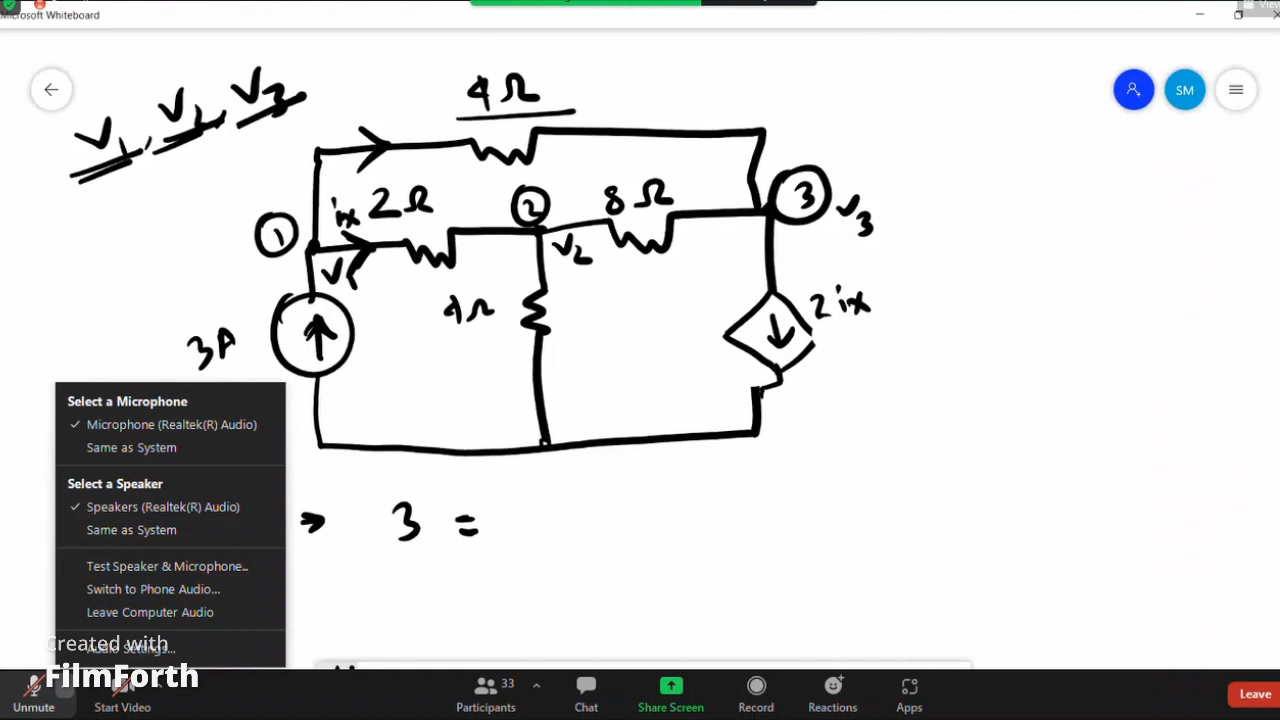 Microsoft Whiteboard
View
SM
V1, V2, V3
4Ω
1
ix 2Ω
2
8Ω
3
V3
V1
V2
3A
4Ω
2ix
Select a Microphone
✓ Microphone (Realtek(R) Audio)
Same as System
Select a Speaker
✓ Speakers (Realtek(R) Audio)
Same as System
Test Speaker & Microphone...
Switch to Phone Audio...
Leave Computer Audio
Audio Settings...
→ 3 =
Created with
FilmForth
Unmute
Start Video
33
Participants
Chat
Share Screen
Record
Reactions
Apps
Leave